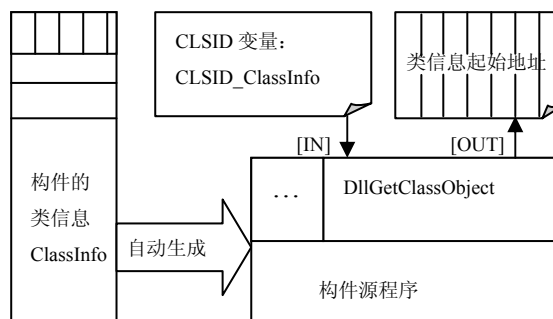 CLSID 变量：
CLSID_ClassInfo
类信息起始地址
[IN]
[OUT]
构件的
类信息
ClassInfo
自动生成
…
DllGetClassObject
构件源程序